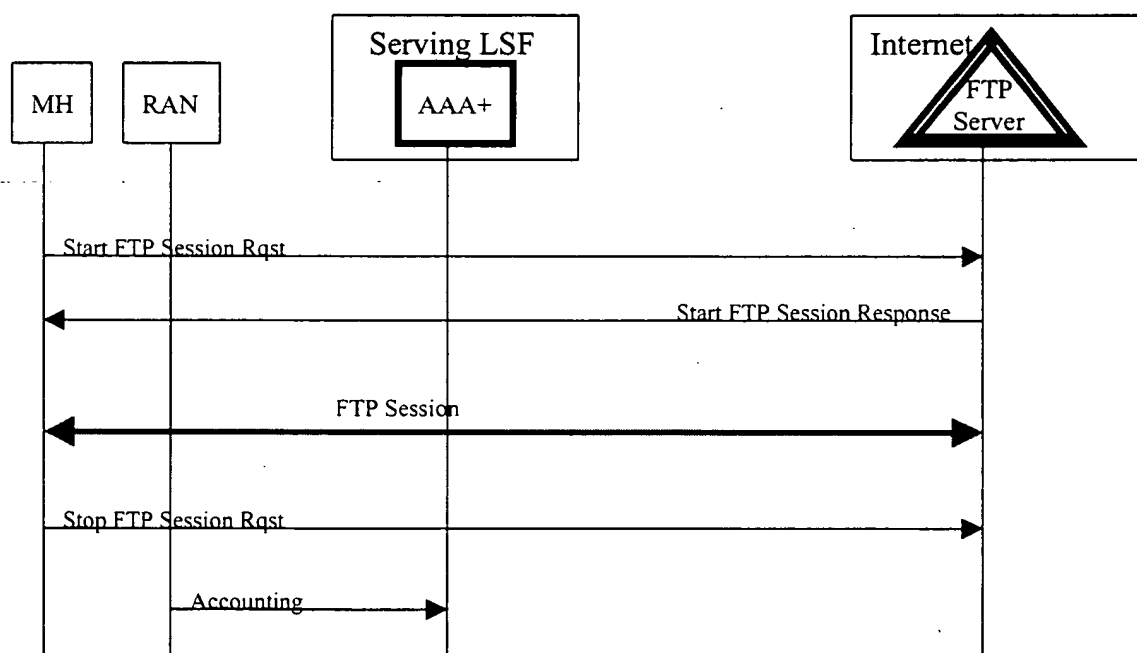 Serving LSF
Internet
MH
RAN
AAA+
FTP
Server
Start FTP Session Rqst
Start FTP Session Response
FTP Session
Stop FTP Session Rqst
Accounting